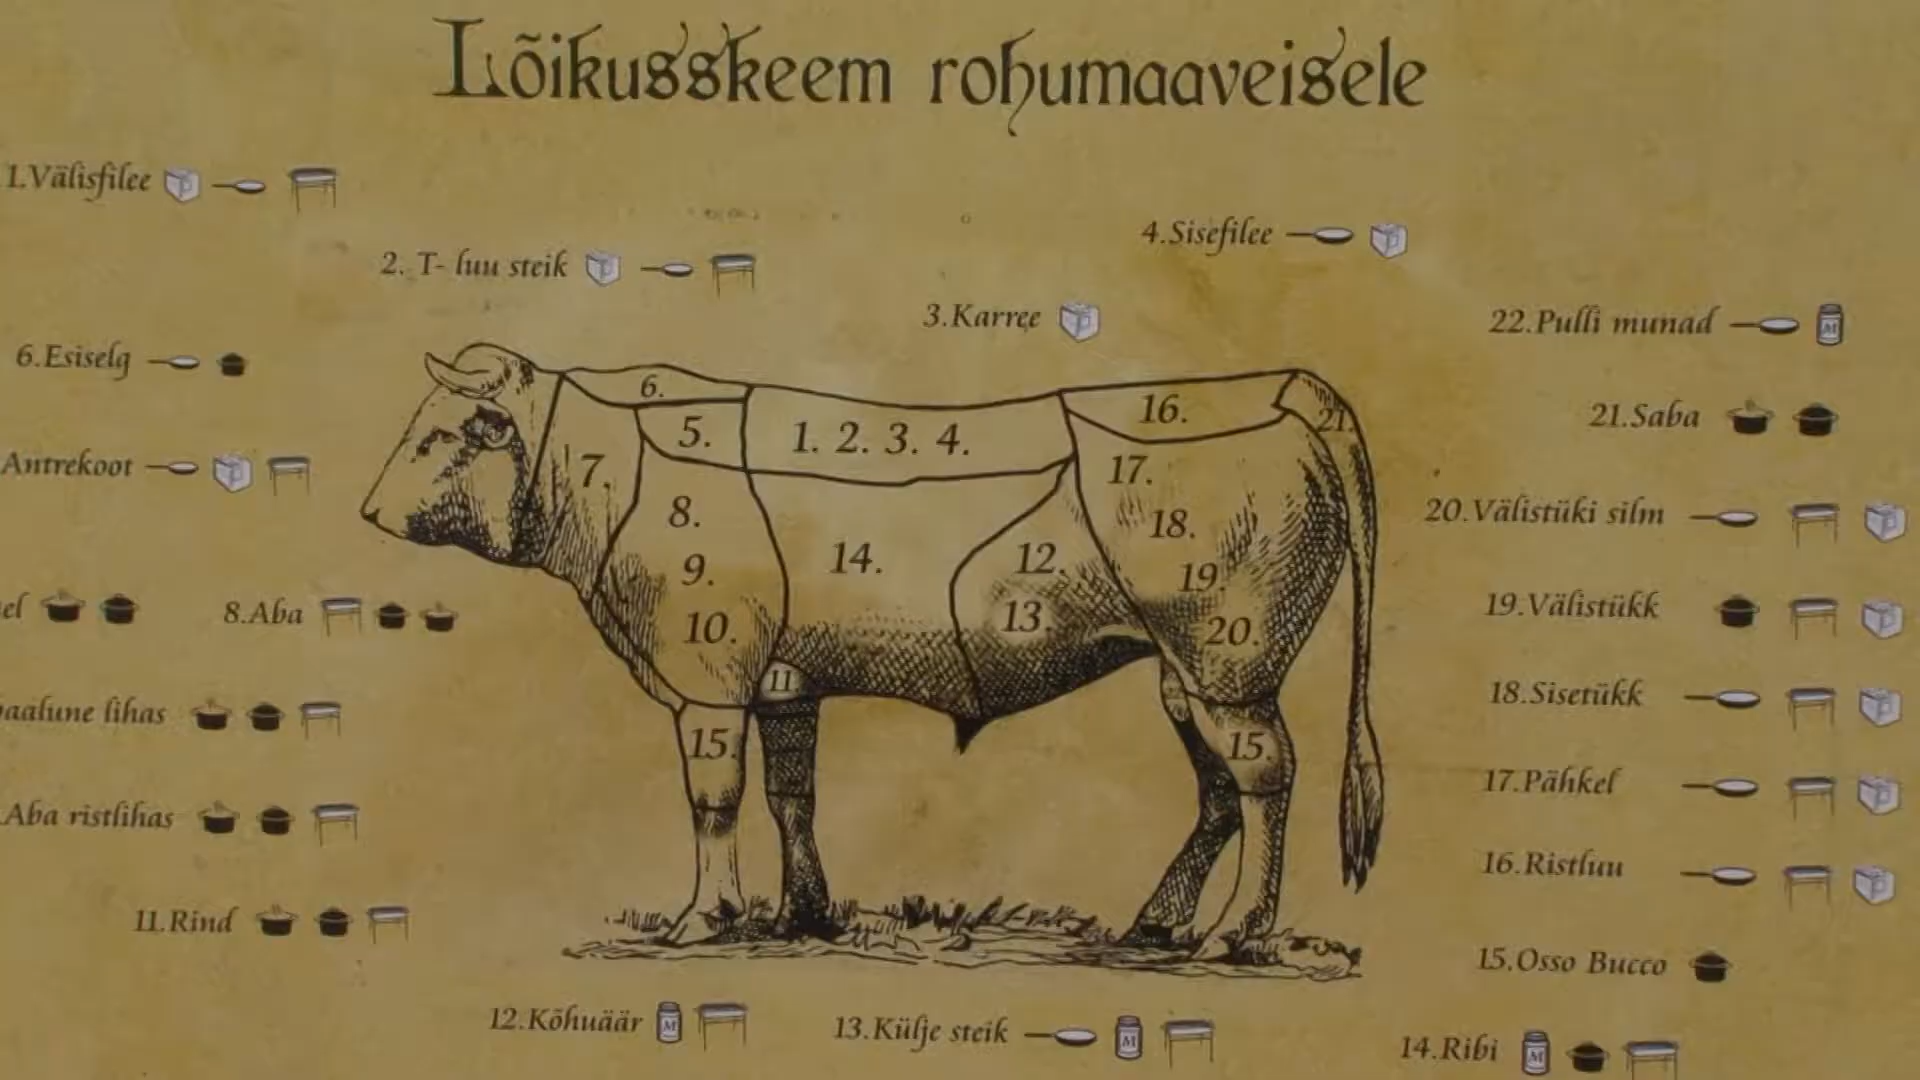 Lõikusskeem rohumaaveisele
1.Välisfilee
4.Sisefilee
2. T- luu steik
3.Karree
22.Pulli munad
6.Esiselg
21.Saba
Antrekoot
20.Välistüki silm
8.Aba
19.Välistükk
18.Sisetükk
lihas
17.Pähkel
Aba ristlihas
16.Ristluu
11.Rind
15.Osso Bucco
12.Kõhuäär
M
13.Külje steik
M
14.Ribi
M
M
6.
5.
1. 2. 3. 4.
16.
21.
7.
17.
8.
18.
14.
12.
9.
19.
13.
10.
20.
11
15.
15.